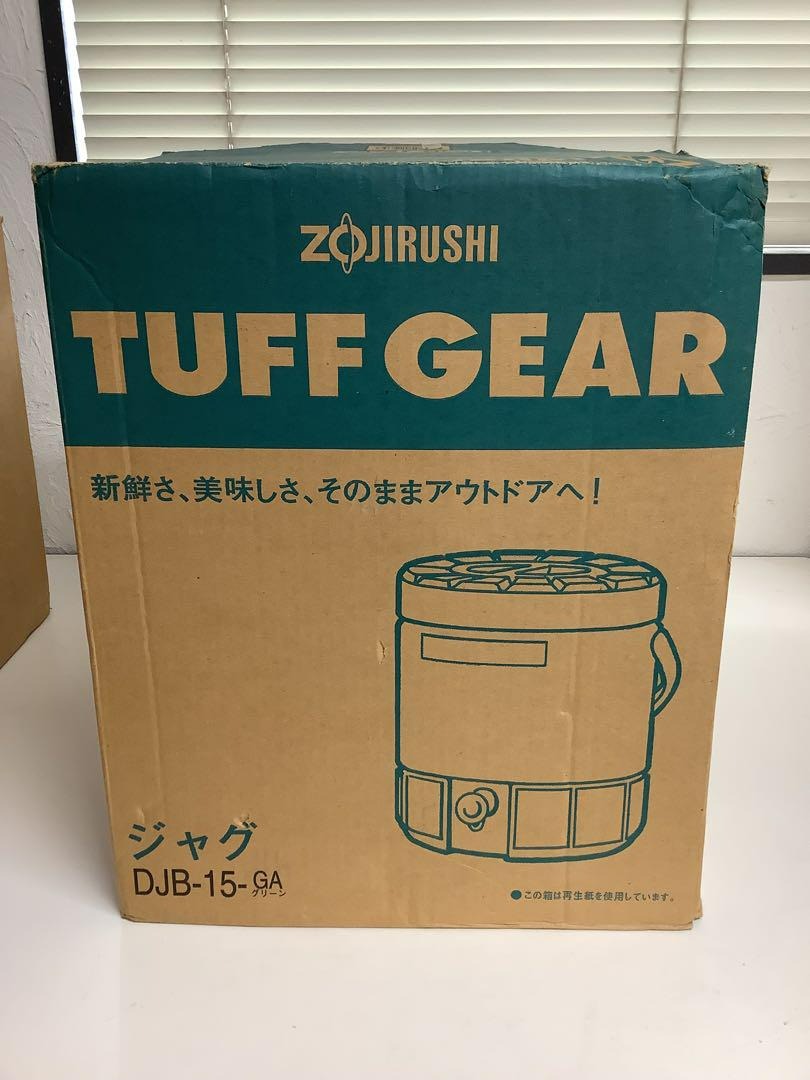 ZOJIRUSHI
TUFF GEAR
新鮮さ、美味しさ、そのままアウトドアへ!
ジャグ
DJB-15-GA
グリーン
●この箱は再生紙を使用しています。